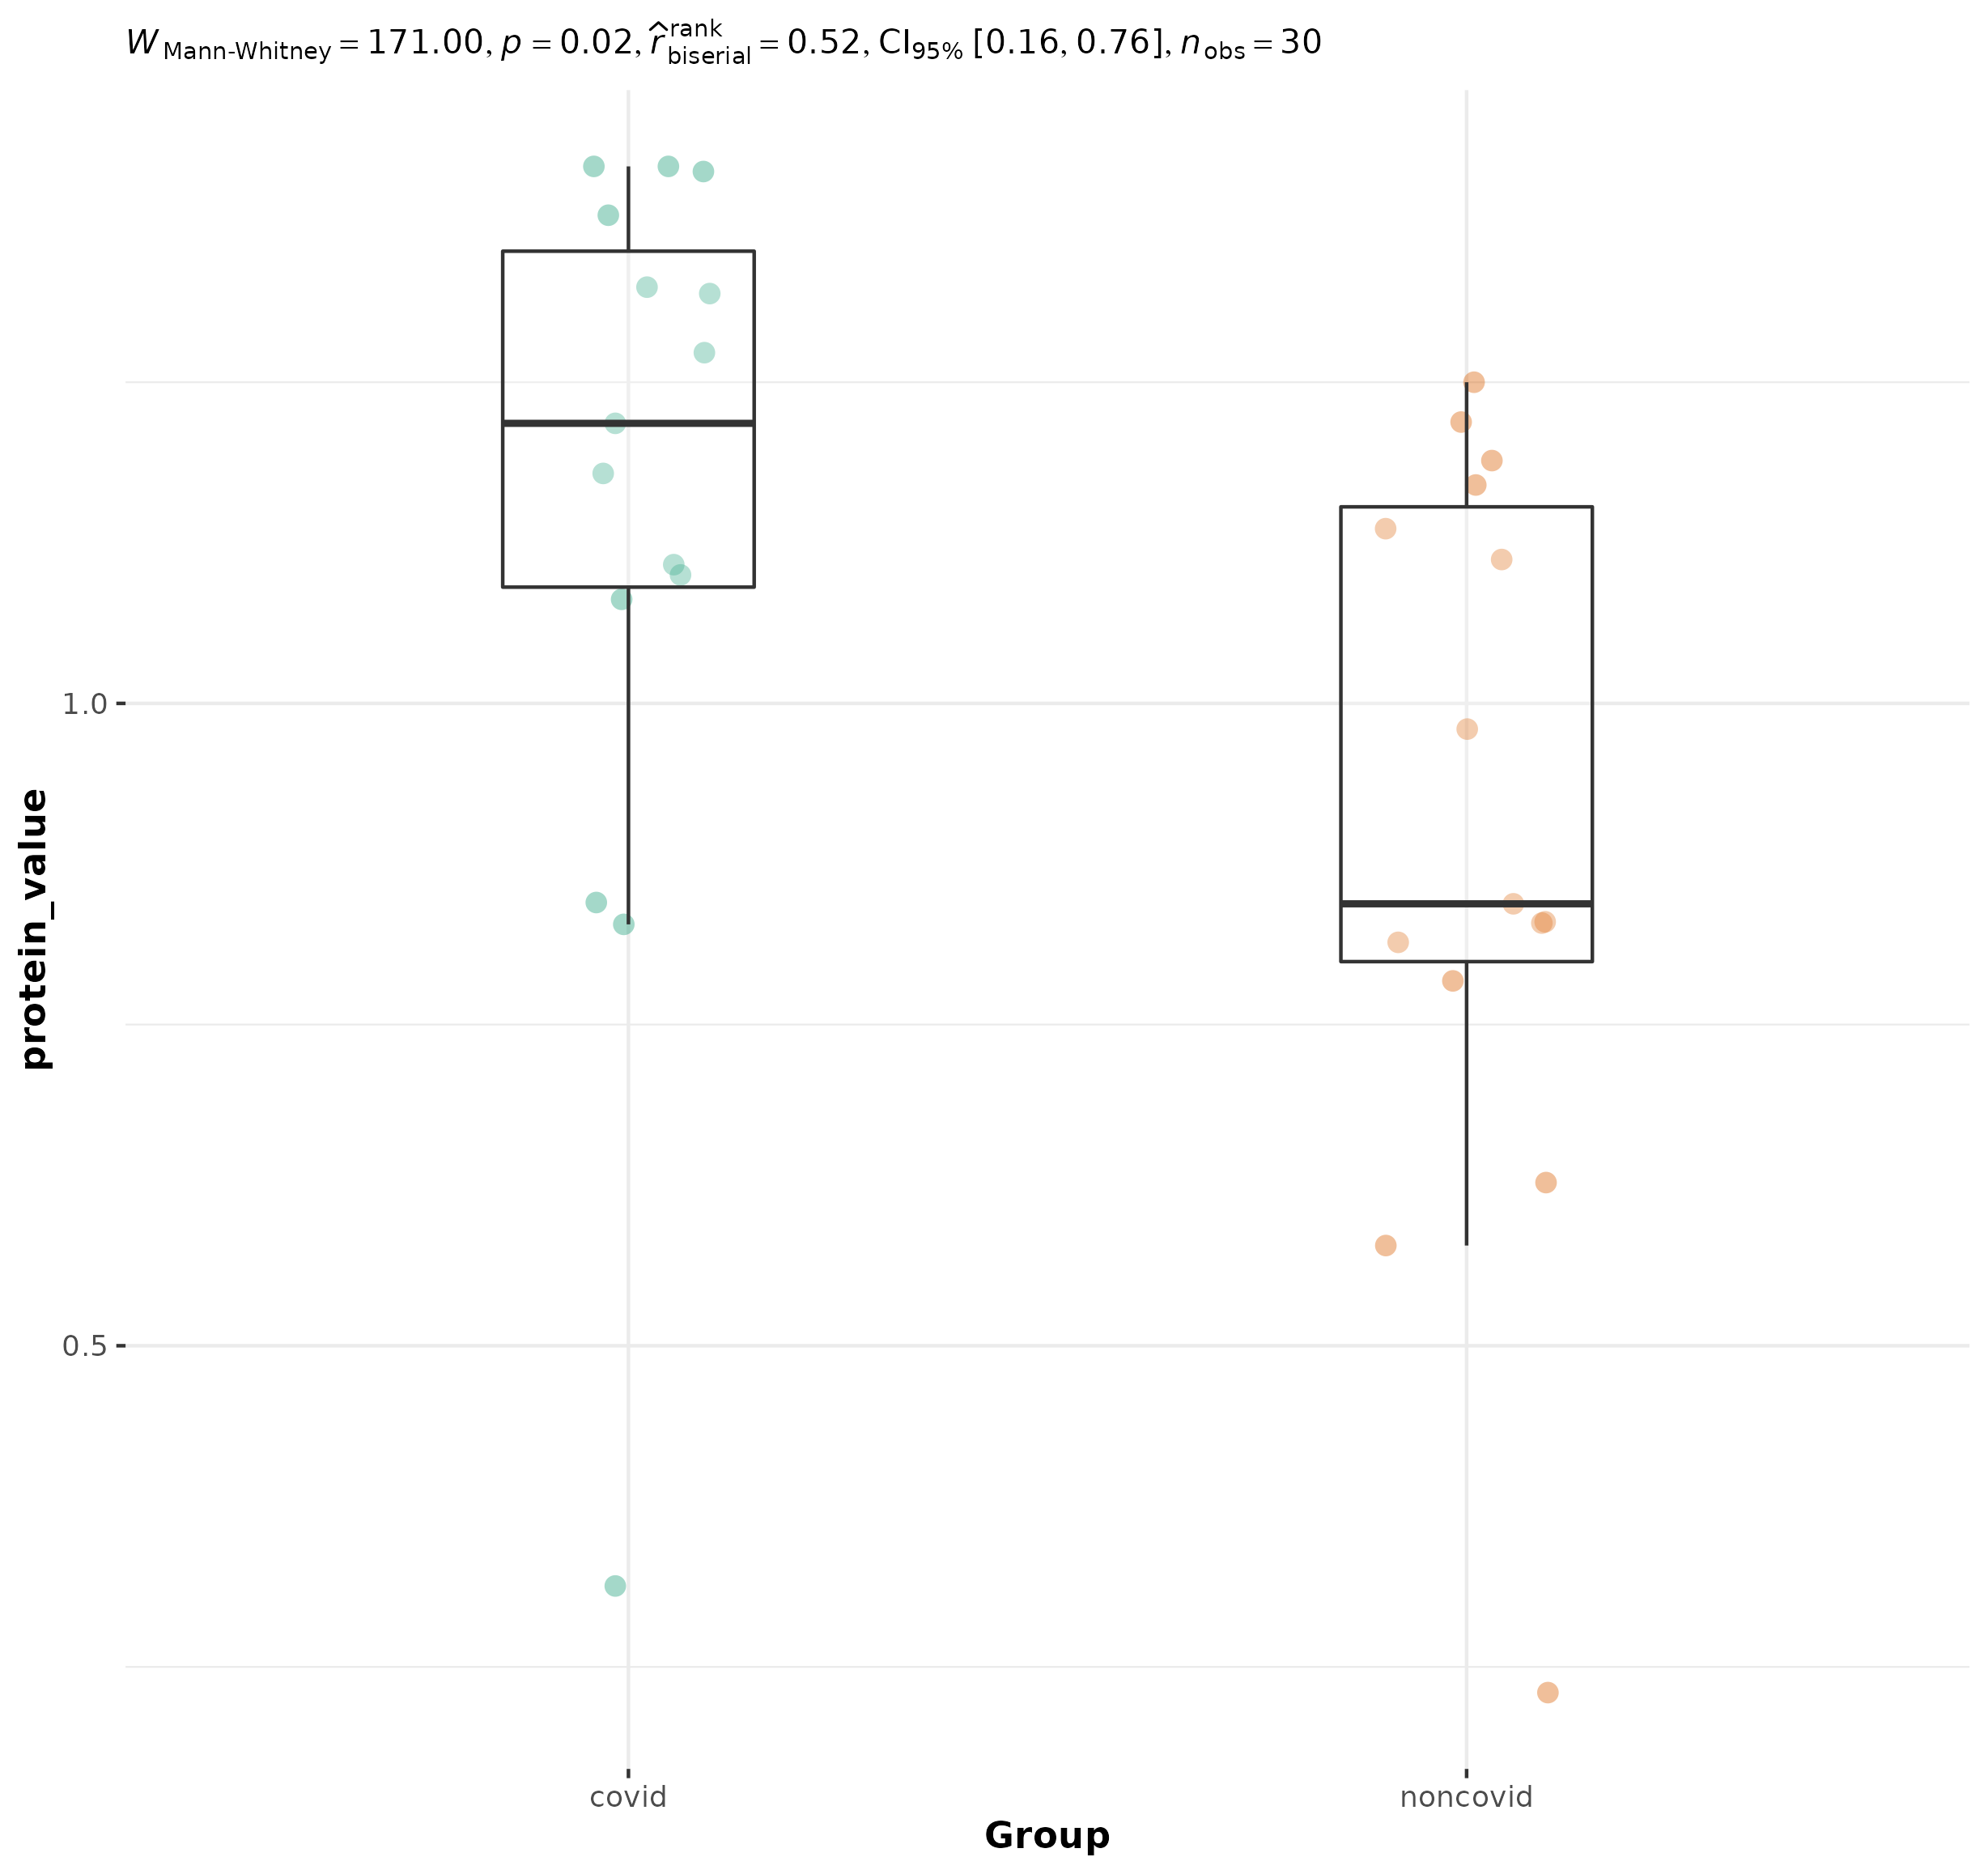 W Mann-Whitney = 171.00, p = 0.02, r̂ rank biserial = 0.52, CI95% [0.16, 0.76], nobs = 30
1.0
protein_value
0.5
covid noncovid
Group